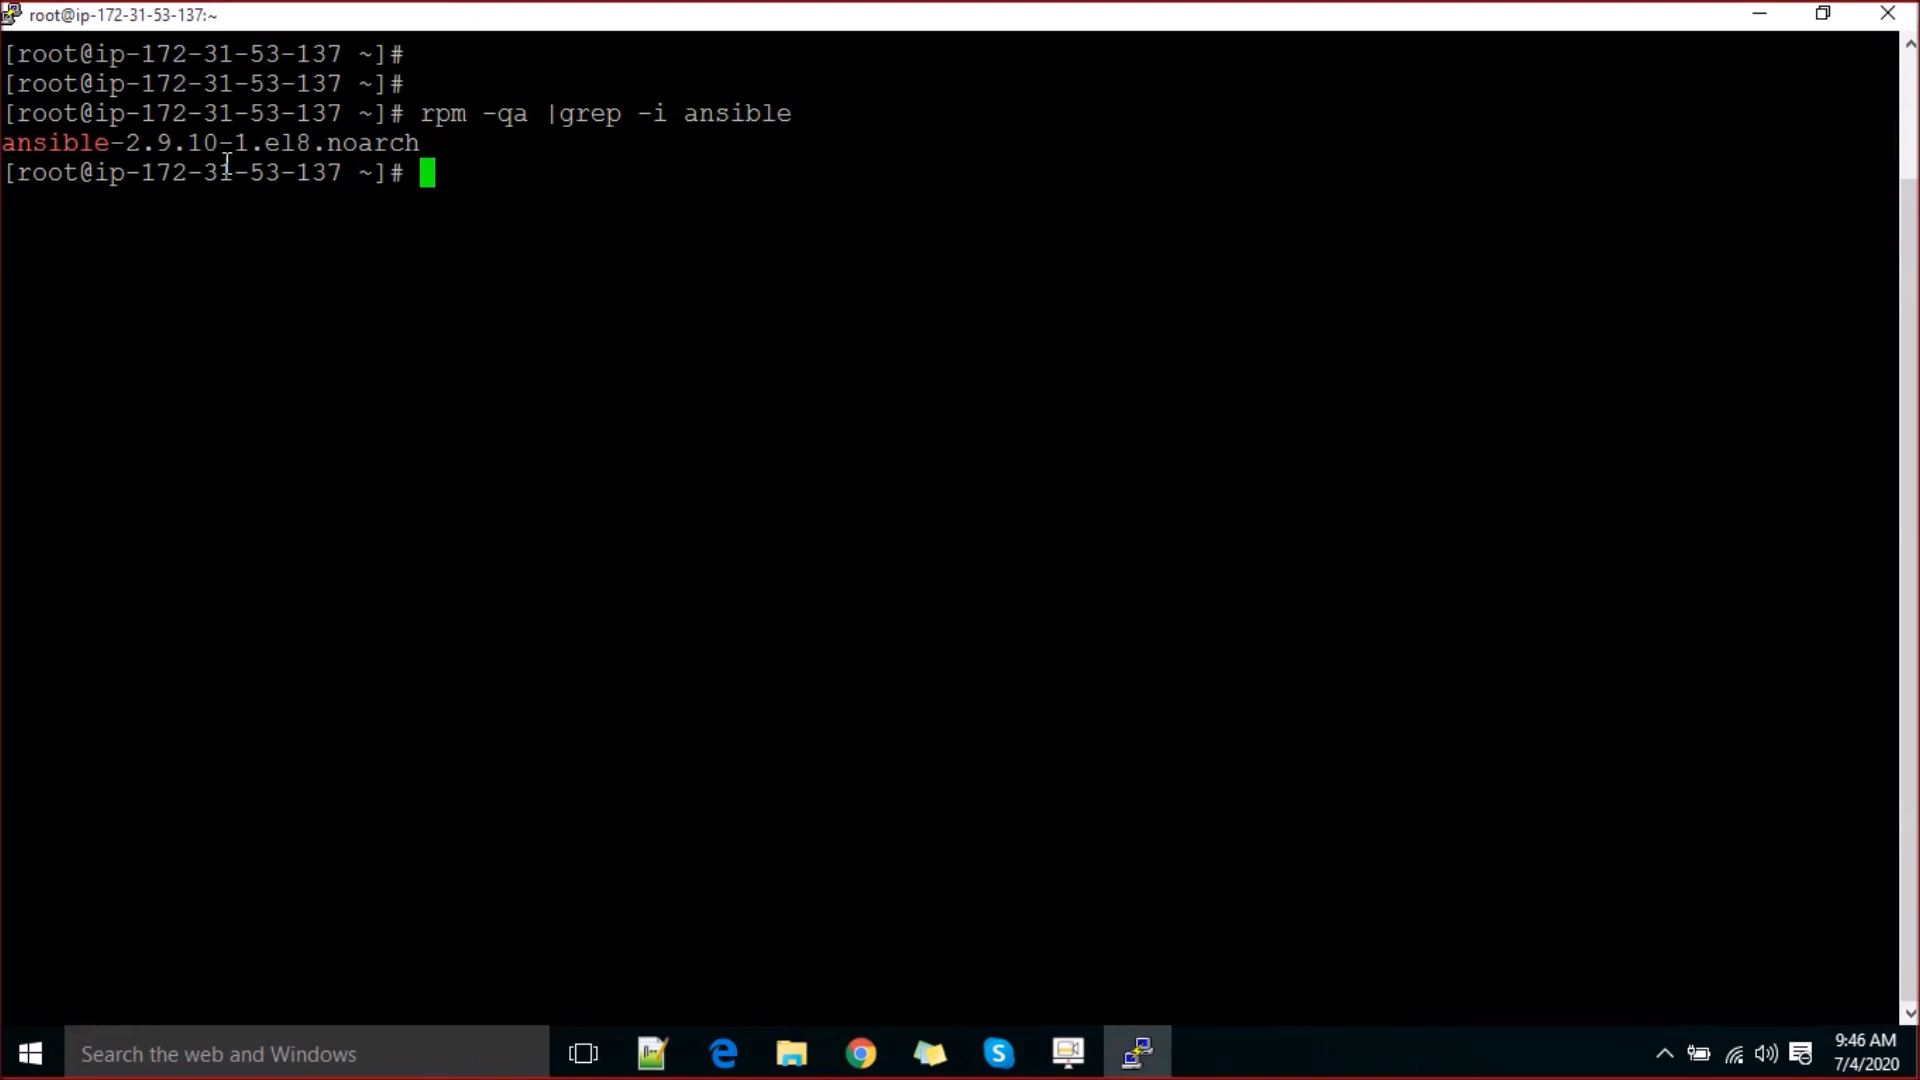 root@ip-172-31-53-137:~
[root@ip-172-31-53-137 ~]#
[root@ip-172-31-53-137 ~]#
[root@ip-172-31-53-137 ~]# rpm -qa |grep -i ansible
ansible-2.9.10-1.el8.noarch
[root@ip-172-31-53-137 ~]#
Search the web and Windows
9:46 AM
7/4/2020